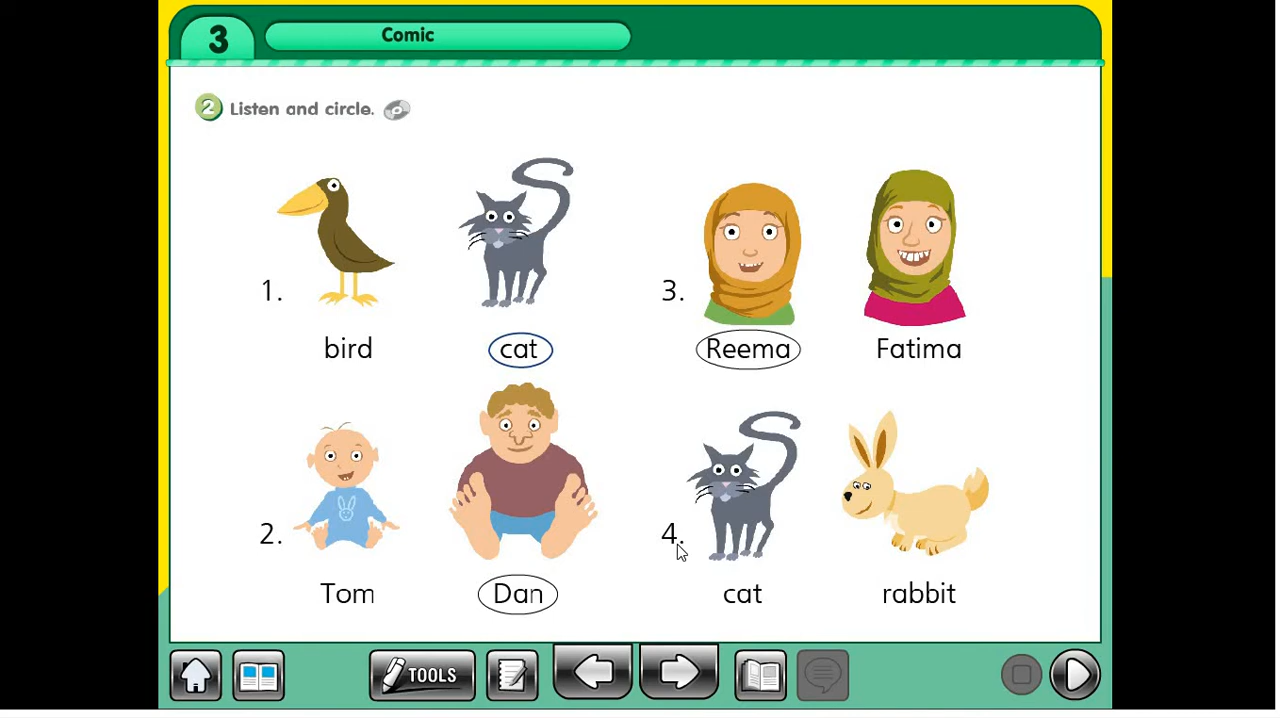 3 Comic
2 Listen and circle.
1. bird cat
2. Tom Dan
3. Reema Fatima
4. cat rabbit
TOOLS